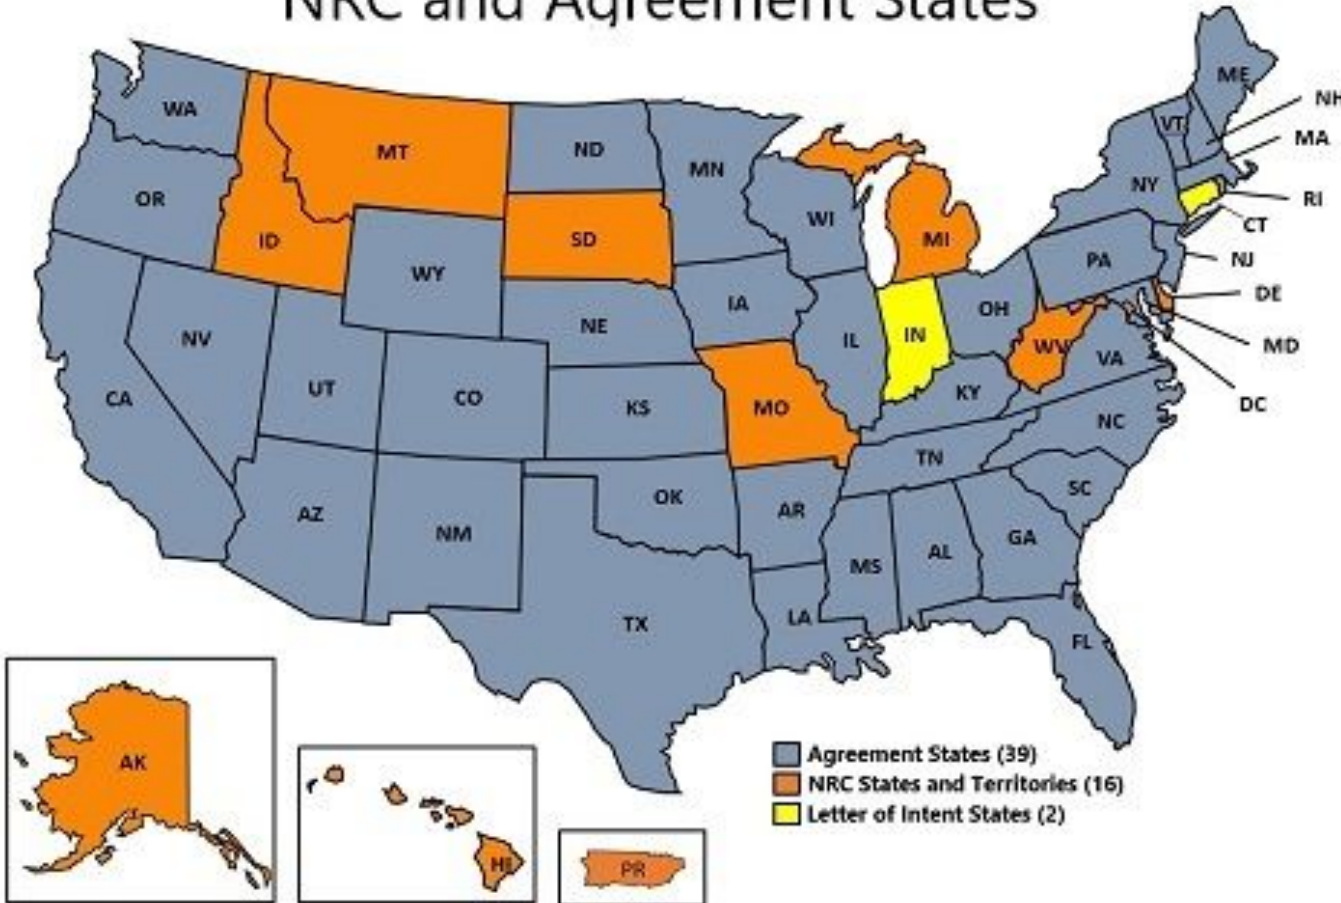 NRC and Agreement States
ME
WA
NH
VT
MT
ND
MA
MN
NY
OR
RI
WI
CT
ID
SD
MI
PA
NJ
WY
DE
IA
OH
NE
NV
IL
IN
WV
MD
VA
UT
CO
KY
CA
KS
MO
DC
NC
TN
SC
OK
AZ
AR
NM
GA
AL
MS
LA
TX
FL
Agreement States (39)
AK
NRC States and Territories (16)
Letter of Intent States (2)
HI
PR